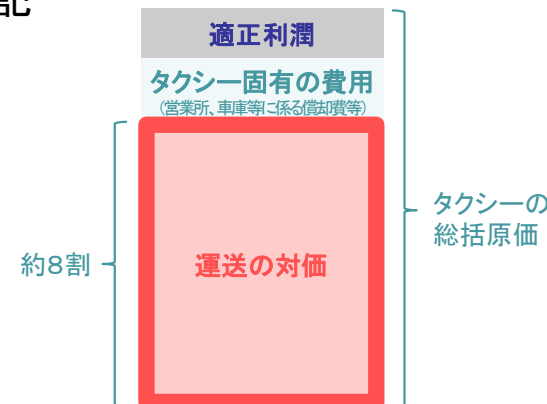 記
適正利潤
タクシー固有の費用
（営業所、車庫等に係る償却費等）
タクシーの
総括原価
約8割
運送の対価